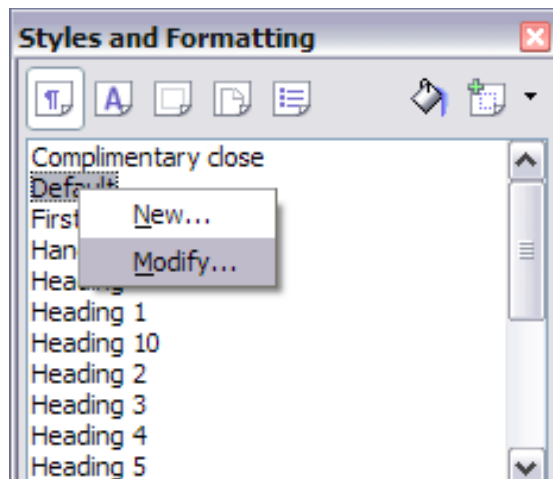 Styles and Formatting
Complimentary close
Default
New...
First
Han
Modify...
Hea
Heading 1
Heading 10
Heading 2
Heading 3
Heading 4
Heading 5